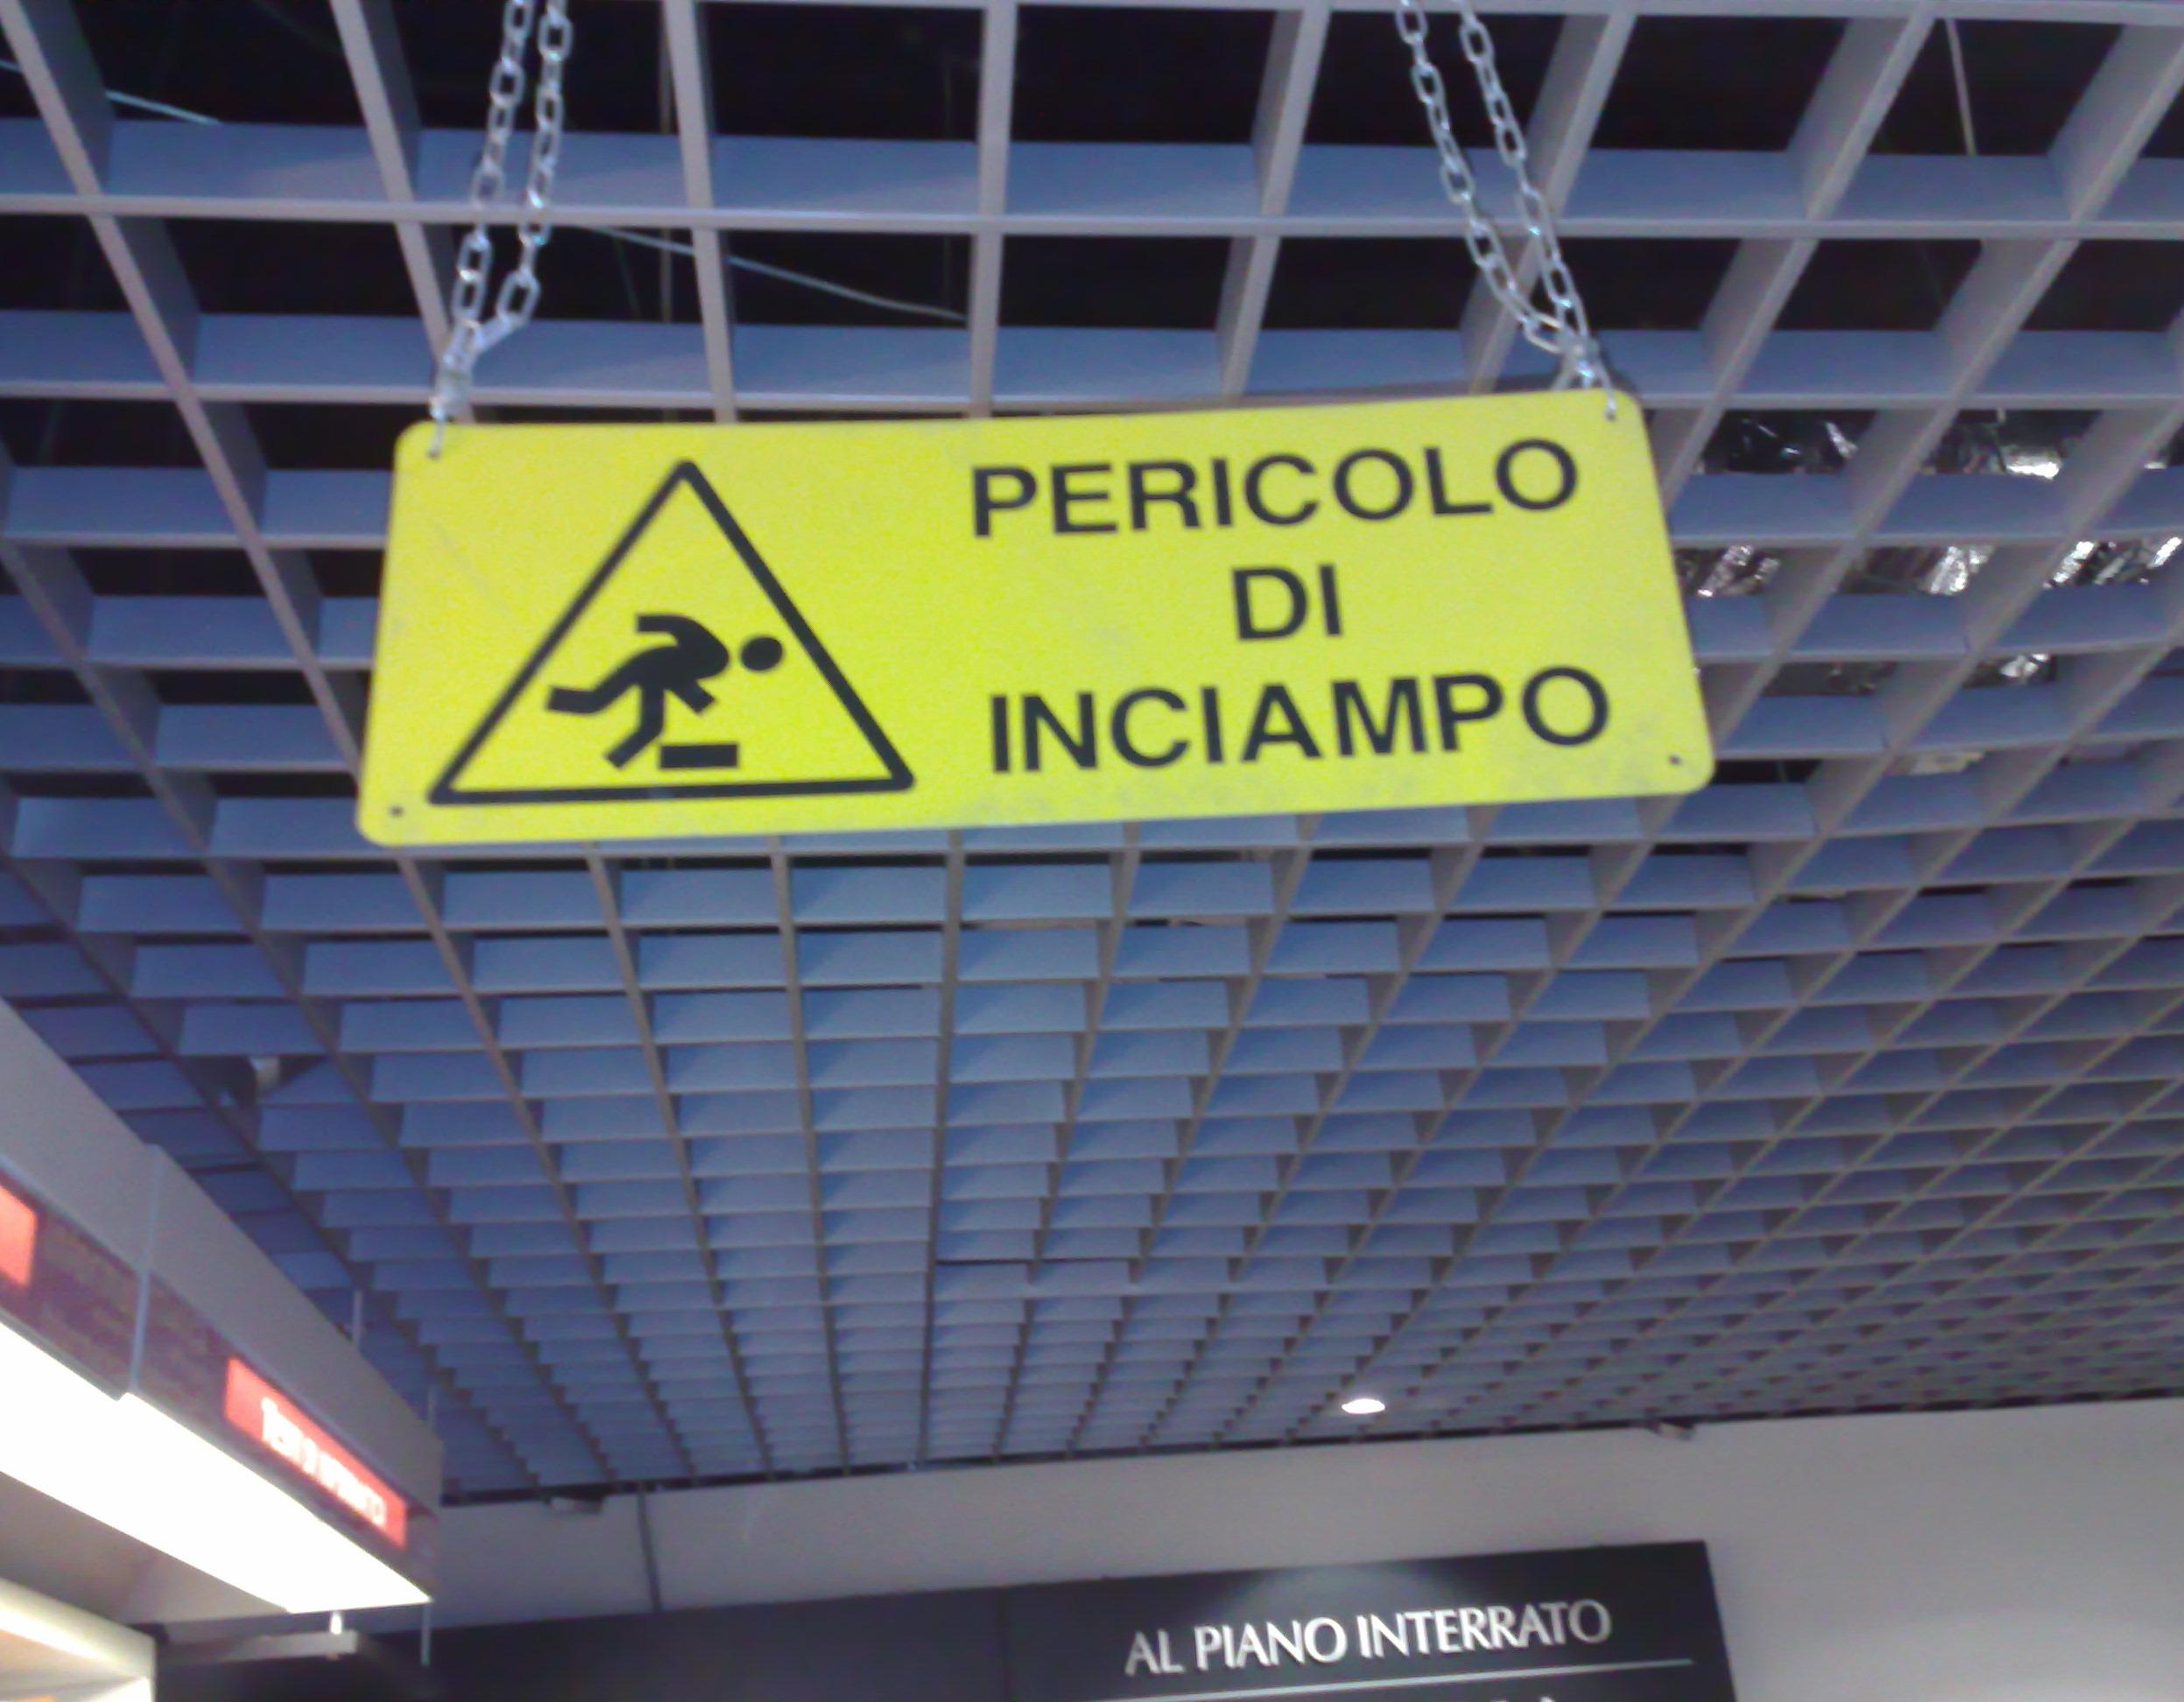 PERICOLO
DI
INCIAMPO
AL PIANO INTERRATO